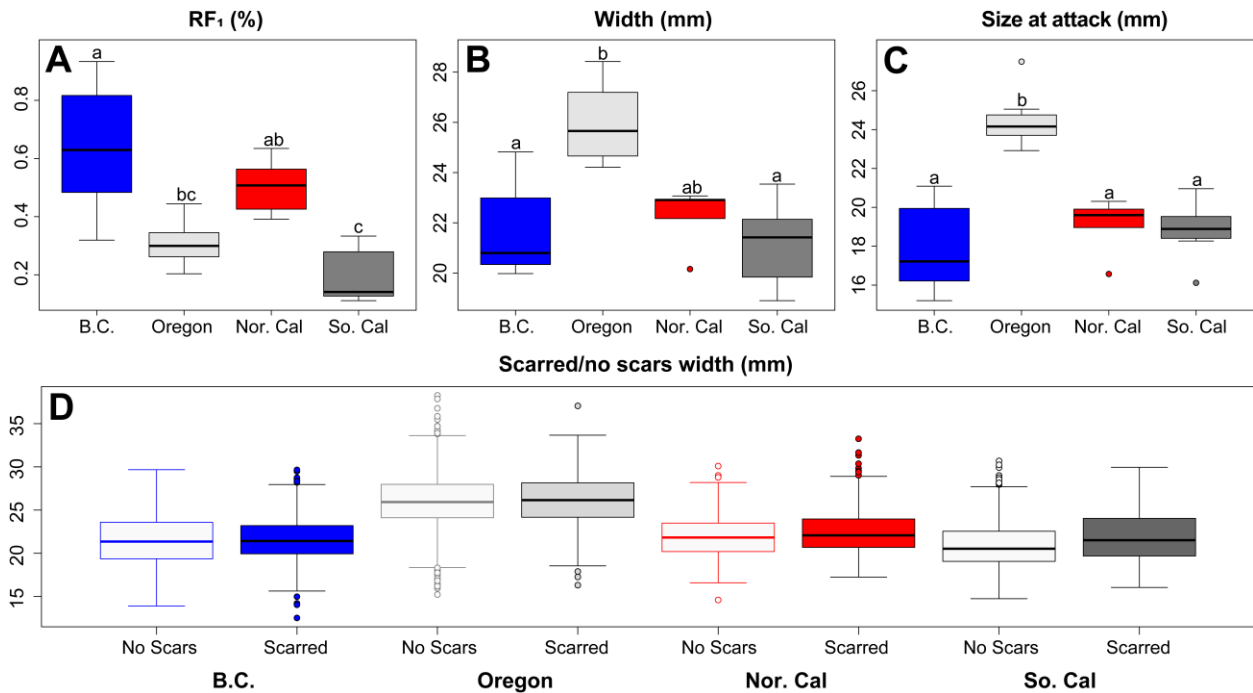 RF₁ (%)
Width (mm)
Size at attack (mm)
A
a
bc
ab
c
0.8
0.6
0.4
0.2
B.C.
Oregon
Nor. Cal
So. Cal
B
a
b
ab
a
28
26
24
22
20
B.C.
Oregon
Nor. Cal
So. Cal
C
a
b
a
a
26
24
22
20
18
16
B.C.
Oregon
Nor. Cal
So. Cal
Scarred/no scars width (mm)
D
35
30
25
20
15
No Scars Scarred No Scars Scarred No Scars Scarred No Scars Scarred
B.C. Oregon Nor. Cal So. Cal